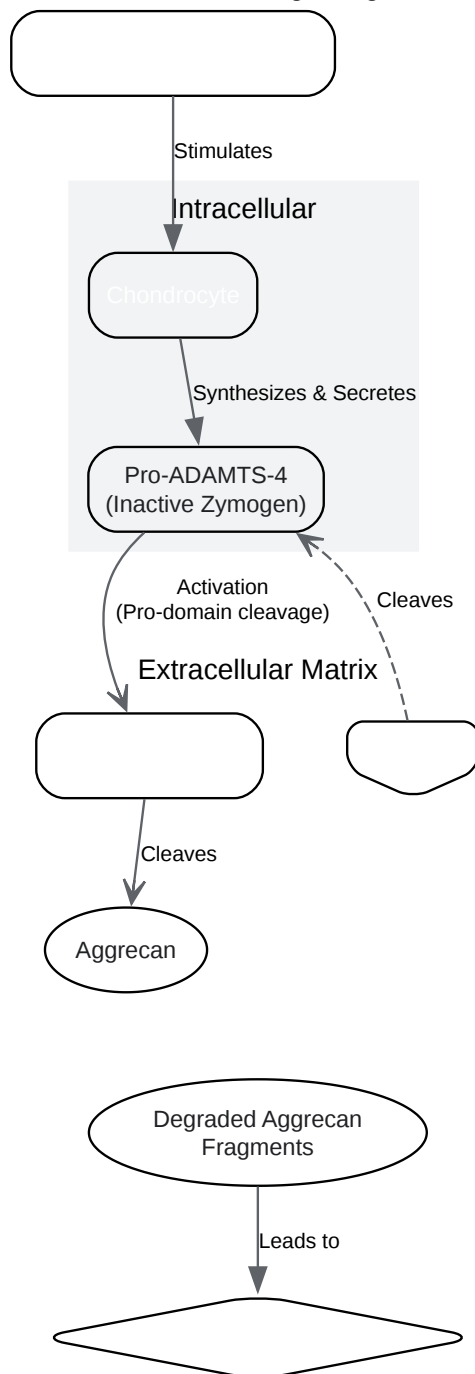 Stimulates
Intracellular
Chondrocyte
Synthesizes & Secretes
Pro-ADAMTS-4
(Inactive Zymogen)
Activation
(Pro-domain cleavage)
Cleaves
Extracellular Matrix
Cleaves
Aggrecan
Degraded Aggrecan
Fragments
Leads to